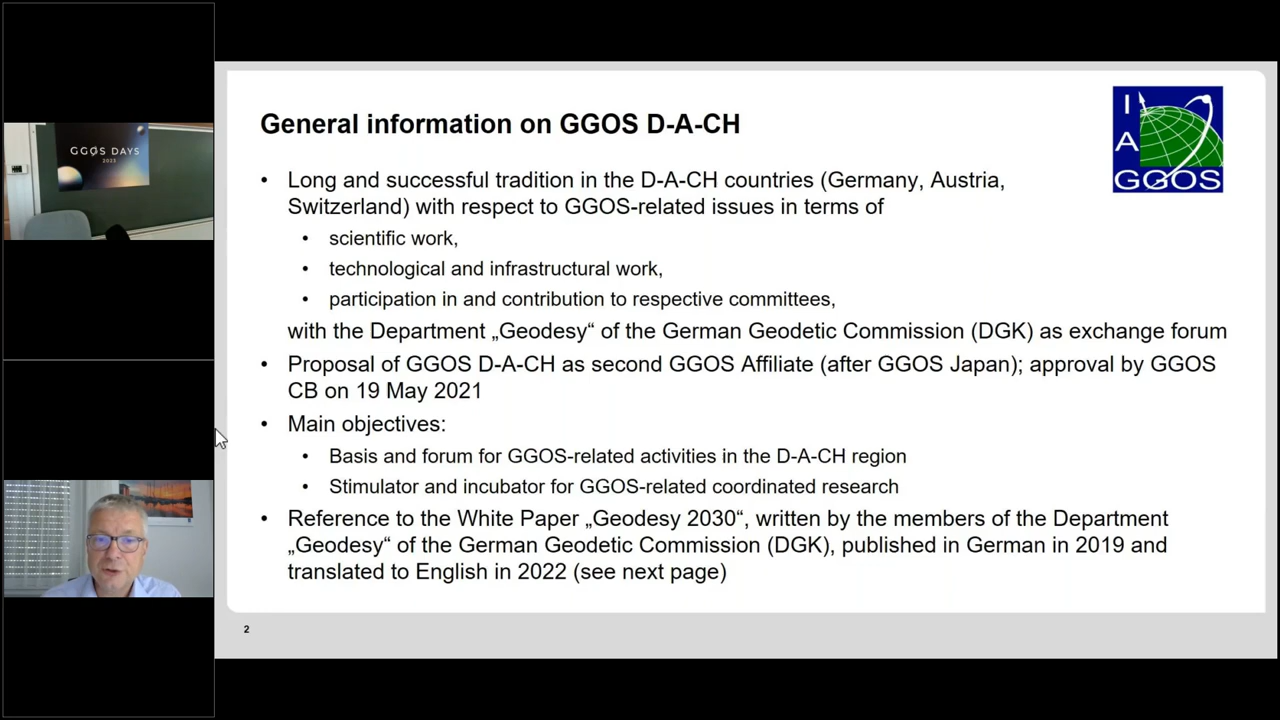 GGOS DAYS
2023
General information on GGOS D-A-CH
I
A
GGOS
• Long and successful tradition in the D-A-CH countries (Germany, Austria,
Switzerland) with respect to GGOS-related issues in terms of
• scientific work,
• technological and infrastructural work,
• participation in and contribution to respective committees,
with the Department „Geodesy“ of the German Geodetic Commission (DGK) as exchange forum
• Proposal of GGOS D-A-CH as second GGOS Affiliate (after GGOS Japan); approval by GGOS
CB on 19 May 2021
• Main objectives:
• Basis and forum for GGOS-related activities in the D-A-CH region
• Stimulator and incubator for GGOS-related coordinated research
• Reference to the White Paper „Geodesy 2030“, written by the members of the Department
„Geodesy“ of the German Geodetic Commission (DGK), published in German in 2019 and
translated to English in 2022 (see next page)
2